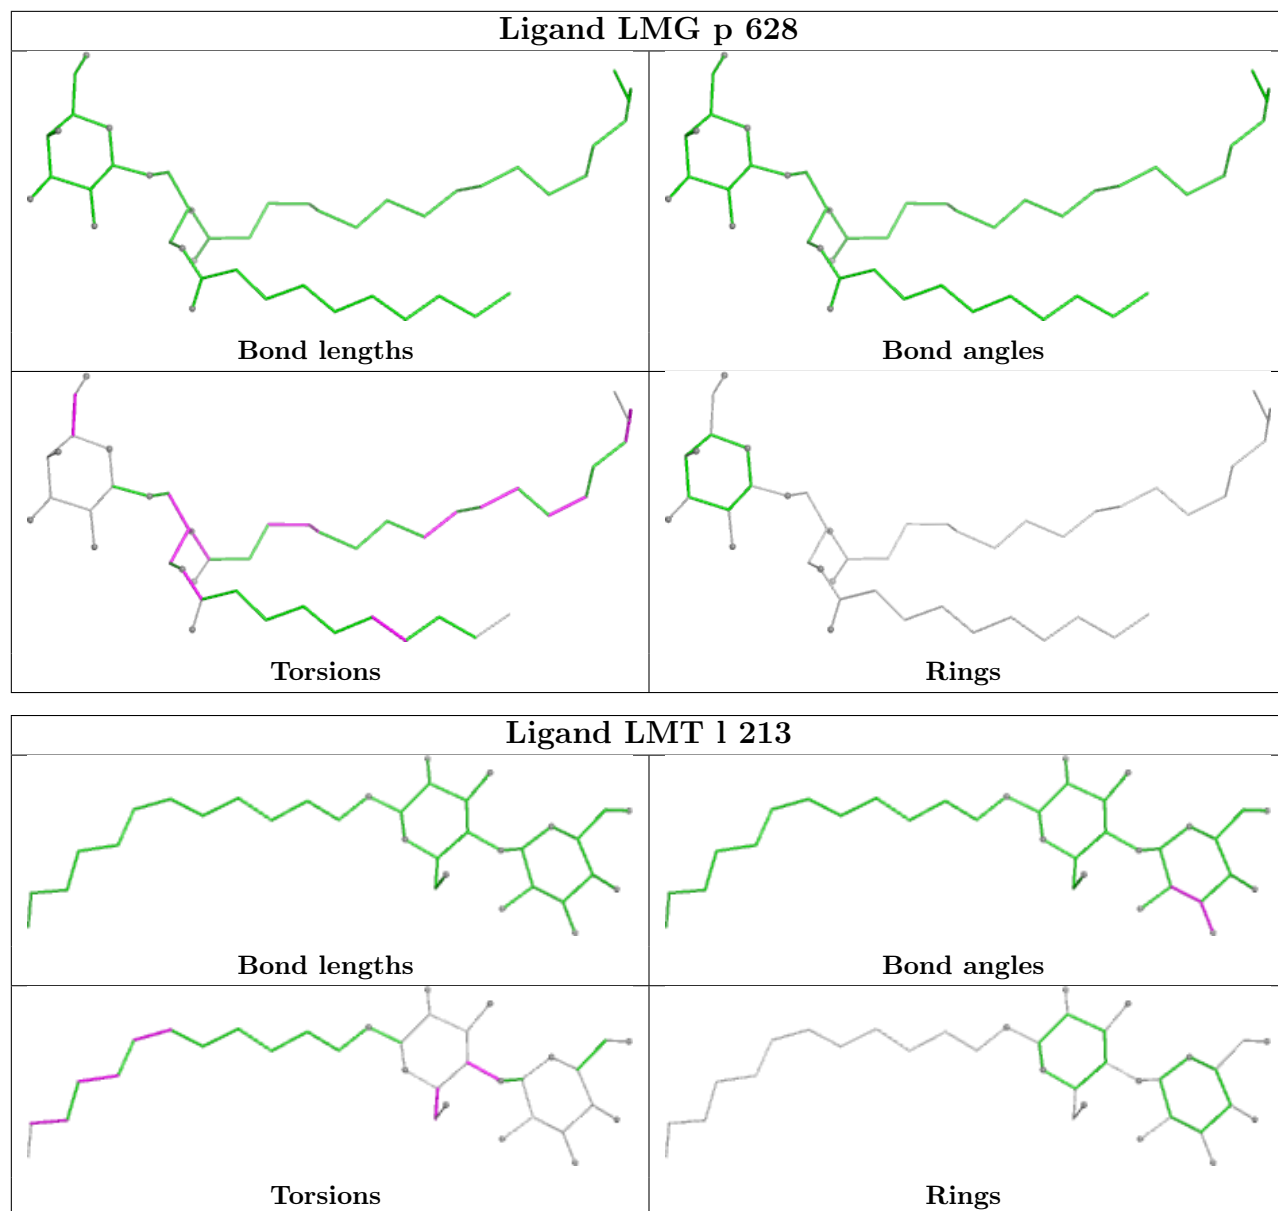 Ligand LMG p 628
Bond lengths
Bond angles
Torsions
Rings
Ligand LMT l 213
Bond lengths
Bond angles
Torsions
Rings